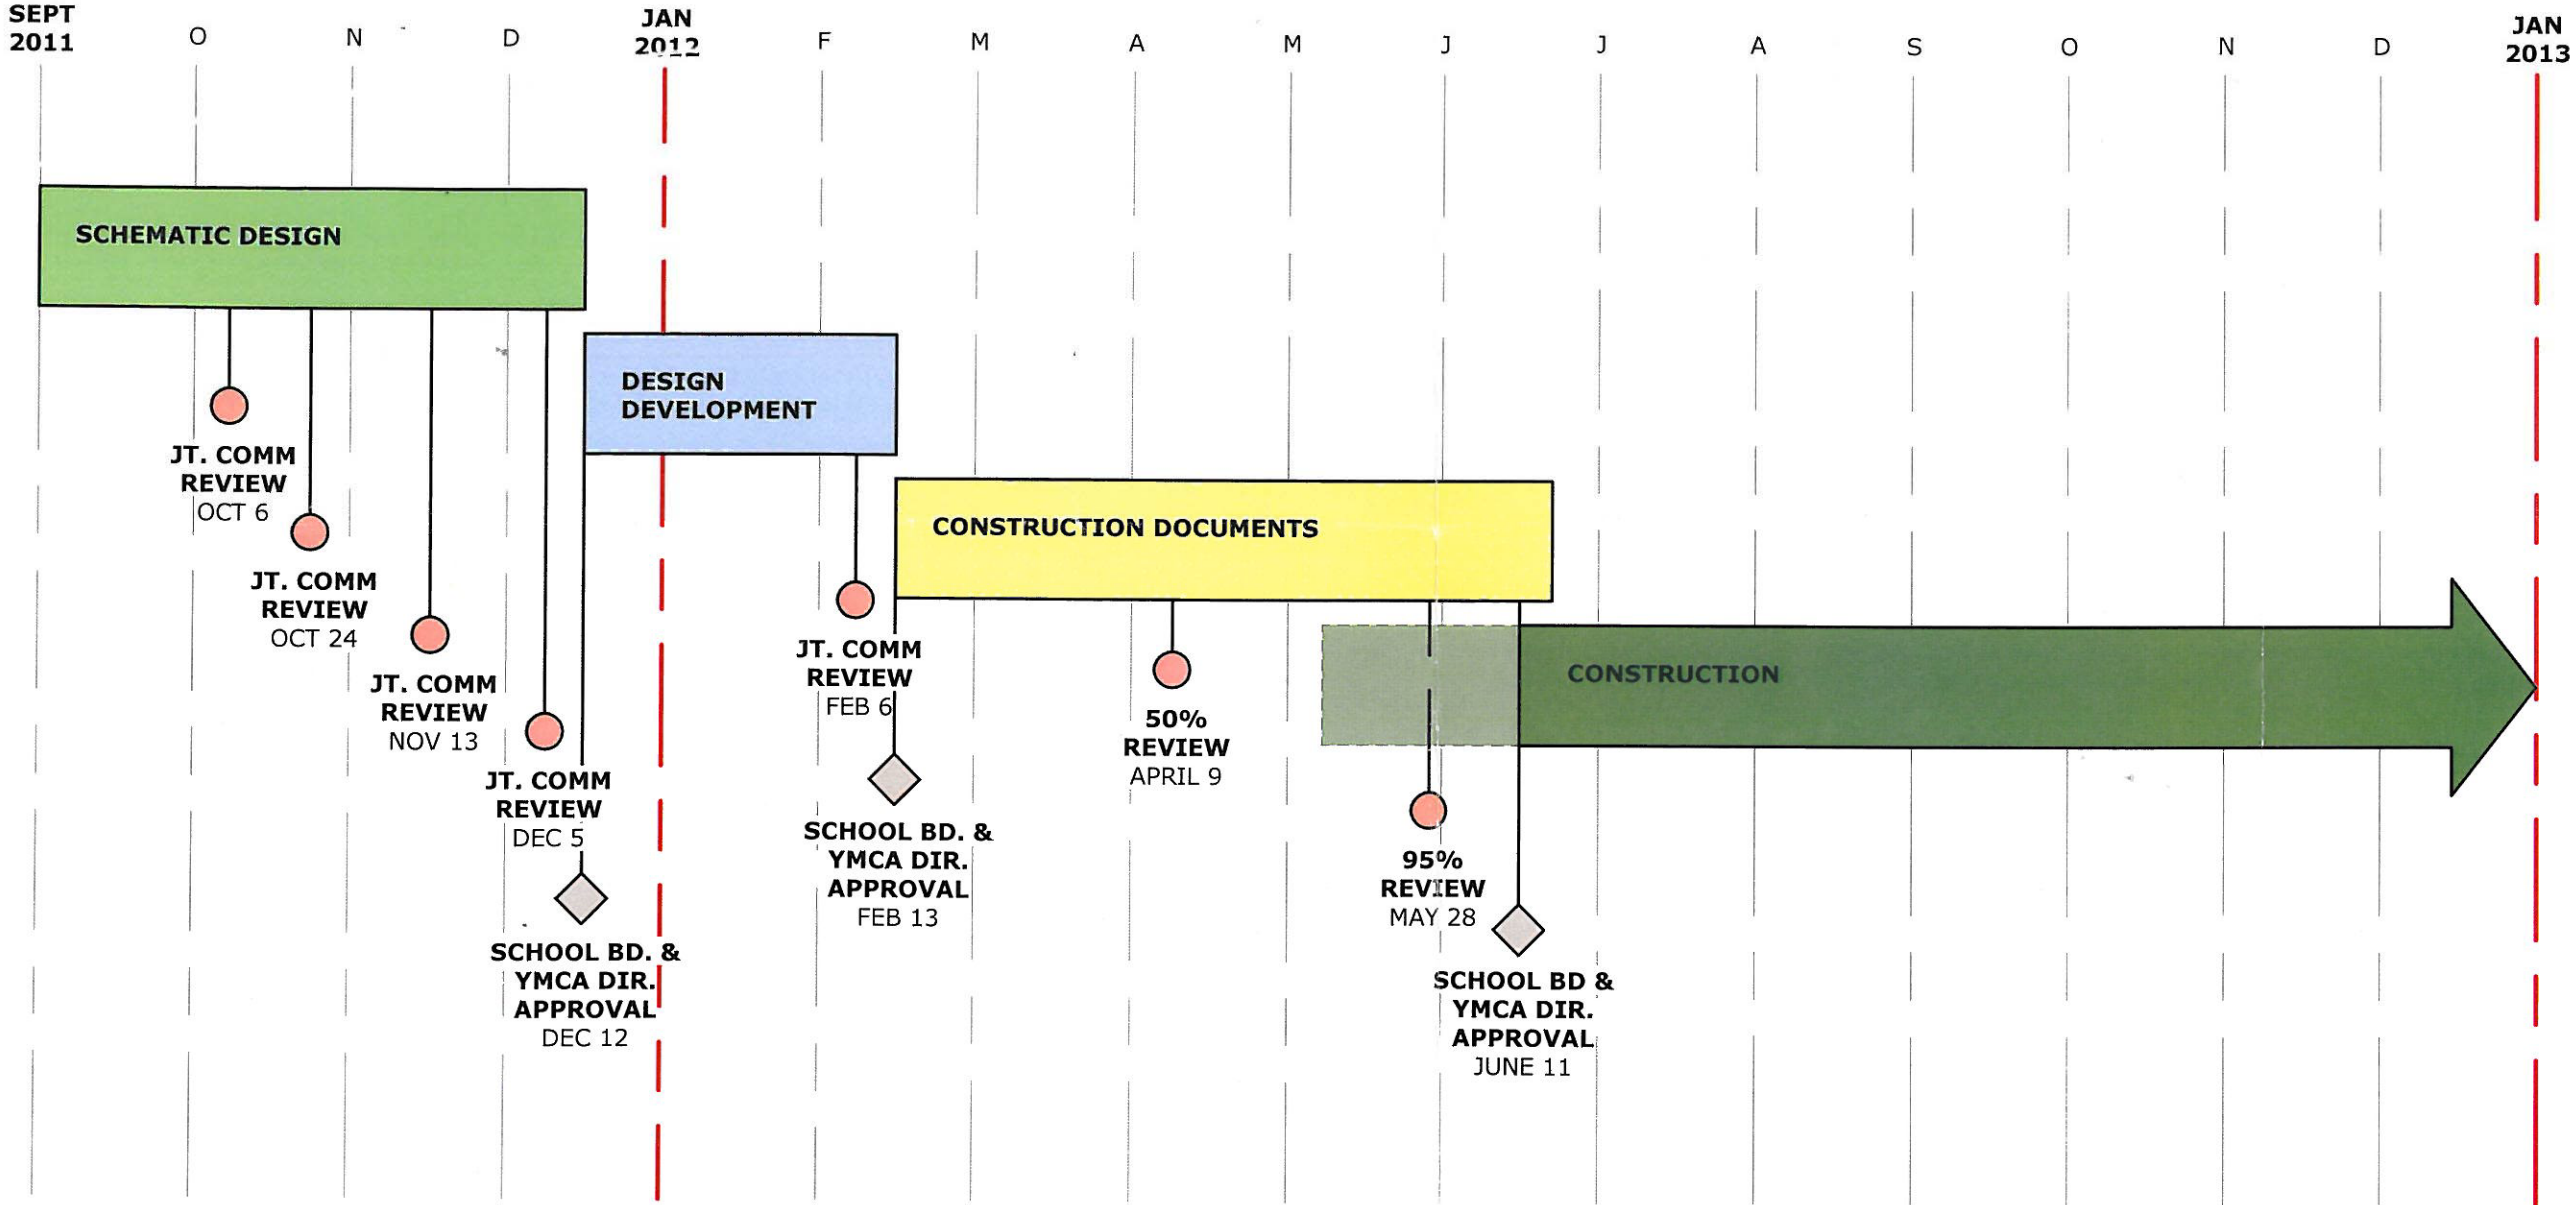 SEPT
2011
O
N
D
JAN
2012
F
M
A
M
J
J
A
S
O
N
D
JAN
2013
SCHEMATIC DESIGN
DESIGN
DEVELOPMENT
CONSTRUCTION DOCUMENTS
CONSTRUCTION
JT. COMM
REVIEW
OCT 6
JT. COMM
REVIEW
OCT 24
JT. COMM
REVIEW
NOV 13
JT. COMM
REVIEW
DEC 5
SCHOOL BD. &
YMCA DIR.
APPROVAL
DEC 12
JT. COMM
REVIEW
FEB 6
SCHOOL BD. &
YMCA DIR.
APPROVAL
FEB 13
50%
REVIEW
APRIL 9
95%
REVIEW
MAY 28
SCHOOL BD &
YMCA DIR.
APPROVAL
JUNE 11